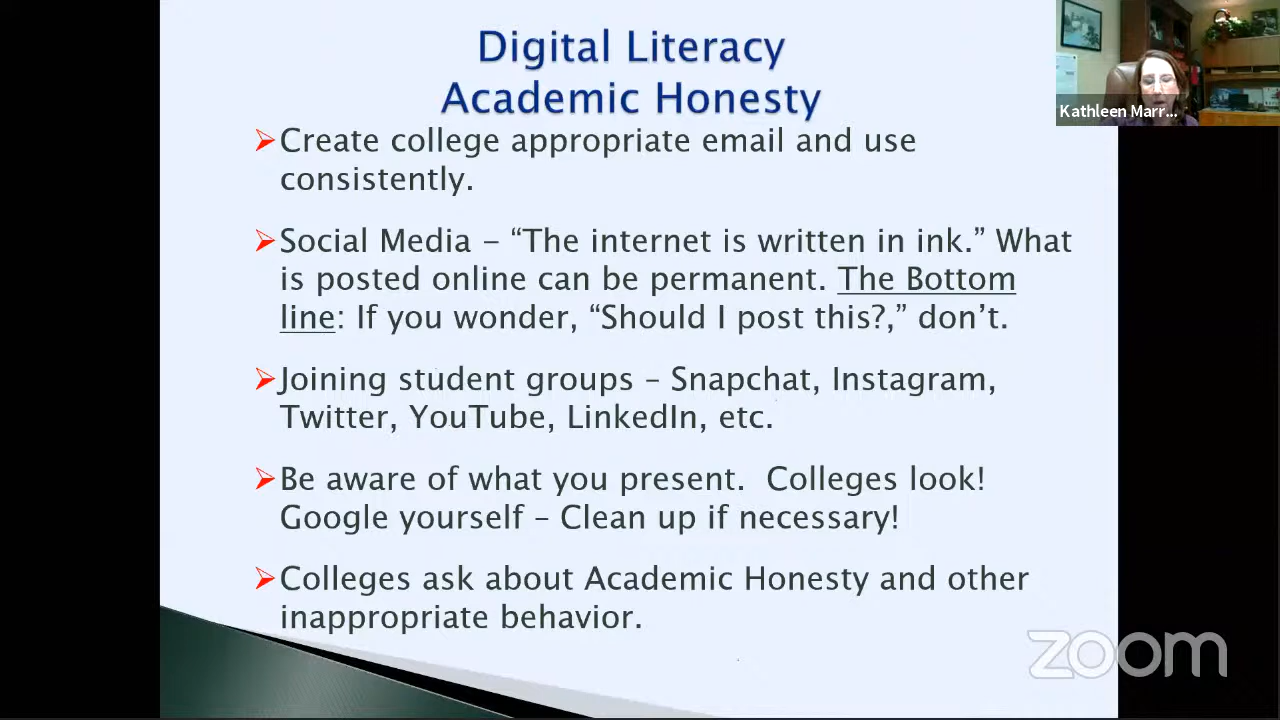 Digital Literacy
Academic Honesty
Kathleen Marr...
Create college appropriate email and use
consistently.
Social Media – “The internet is written in ink.” What
is posted online can be permanent. The Bottom
line: If you wonder, “Should I post this?,” don’t.
Joining student groups – Snapchat, Instagram,
Twitter, YouTube, LinkedIn, etc.
Be aware of what you present.  Colleges look!
Google yourself – Clean up if necessary!
Colleges ask about Academic Honesty and other
inappropriate behavior.
zoom